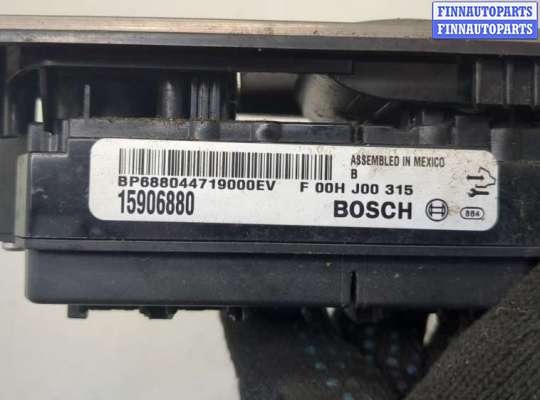 FINNAUTOPARTS
FINNAUTOPARTS
ASSEMBLED IN MEXICO
B
BP688044719000EV F 00H J00 315
15906880 BOSCH 884